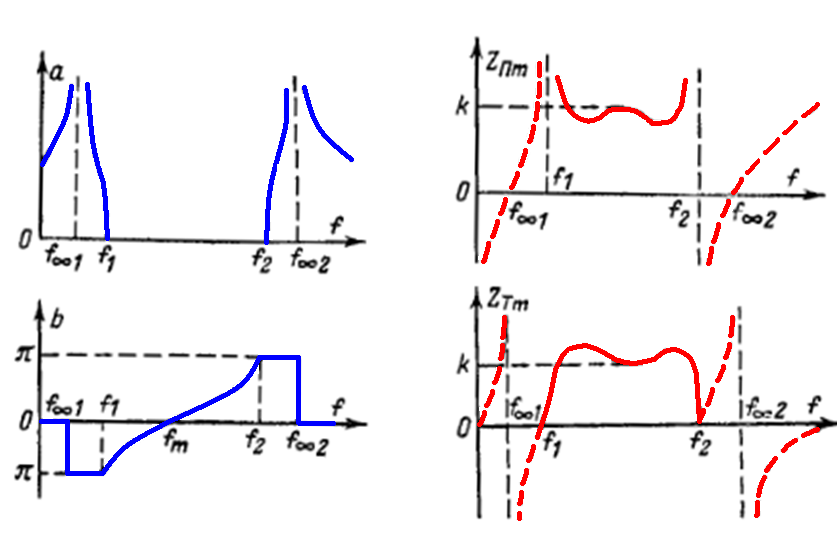 a
0
f∞1 f1 f2 f∞2 f
b
π
f∞1 f1
0
fm f2 f∞2 f
π
ZПm
k
f1
0
f∞1 f2 f∞2 f
ZTm
k
f∞1 f∞2 f
0
f1 f2